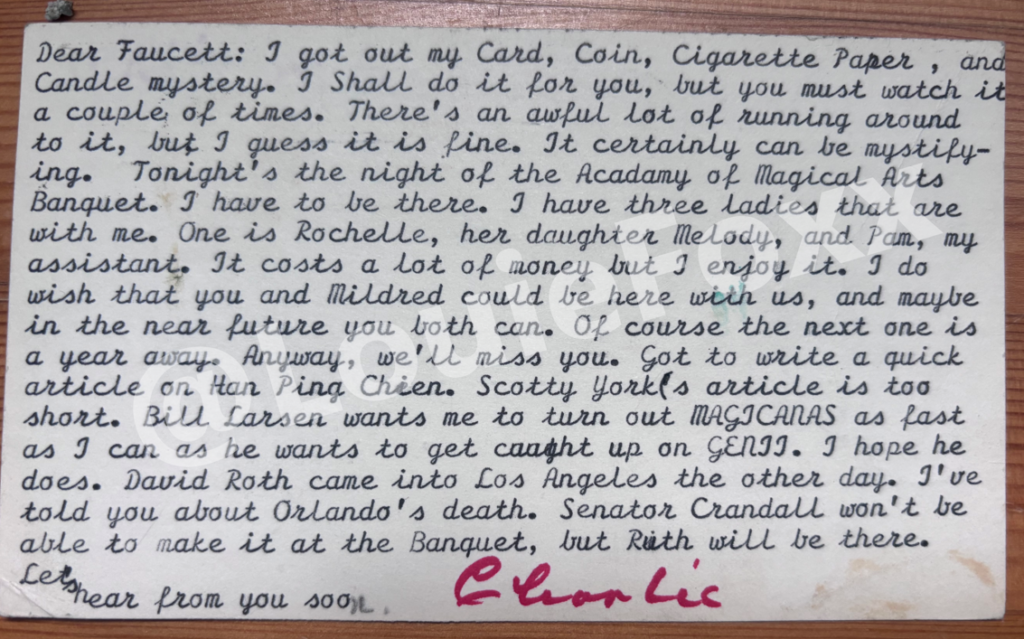 Dear Faucett: I got out my Card, Coin, Cigarette Paper , and
Candle mystery. I Shall do it for you, but you must watch it
a couple of times. There's an awful lot of running around
to it, but I guess it is fine. It certainly can be mystify-
ing. Tonight's the night of the Acadamy of Magical Arts
Banquet. I have to be there. I have three ladies that are
with me. One is Rochelle, her daughter Melody, and Pam, my
assistant. It costs a lot of money but I enjoy it. I do
wish that you and Mildred could be here with us, and maybe
in the near future you both can. Of course the next one is
a year away. Anyway, we'll miss you. Got to write a quick
article on Han Ping Chien. Scotty York's article is too
short. Bill Larsen wants me to turn out MAGICANAS as fast
as I can as he wants to get caught up on GENII. I hope he
does. David Roth came into Los Angeles the other day. I've
told you about Orlando's death. Senator Crandall won't be
able to make it at the Banquet, but Ruth will be there.
Let's hear from you soon.
Charlie
@LouieFoxx